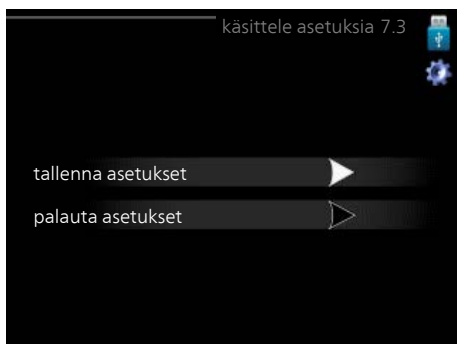 käsittele asetuksia 7.3
tallenna asetukset
palauta asetukset